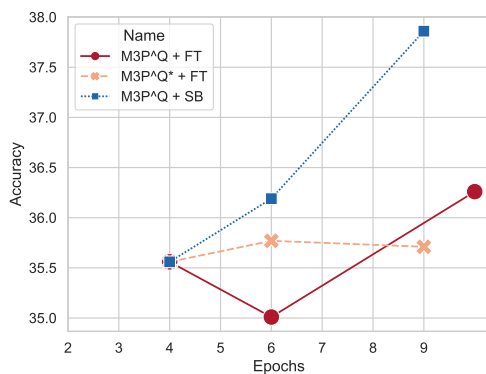 Name
M3P^Q + FT
M3P^Q* + FT
M3P^Q + SB
38.0
37.5
37.0
36.5
36.0
35.5
35.0
Accuracy
2 3 4 5 6 7 8 9
Epochs